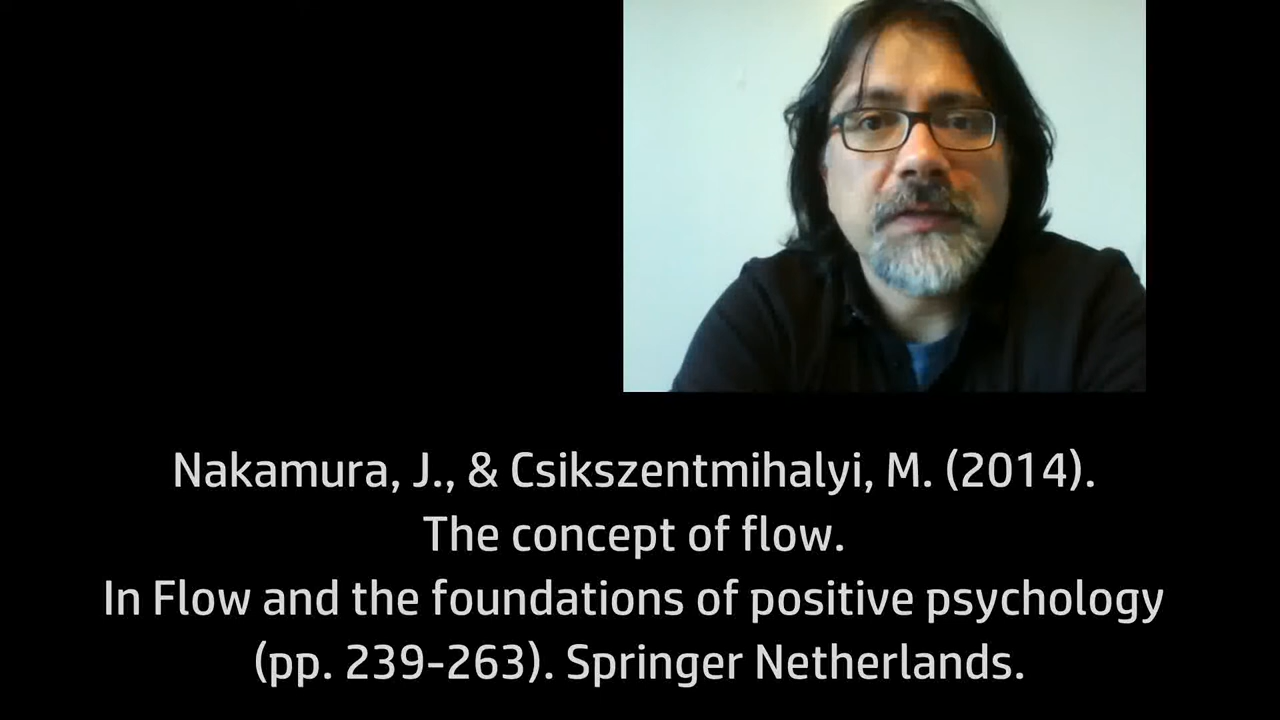 Nakamura, J., & Csikszentmihalyi, M. (2014).
The concept of flow.
In Flow and the foundations of positive psychology
(pp. 239-263). Springer Netherlands.